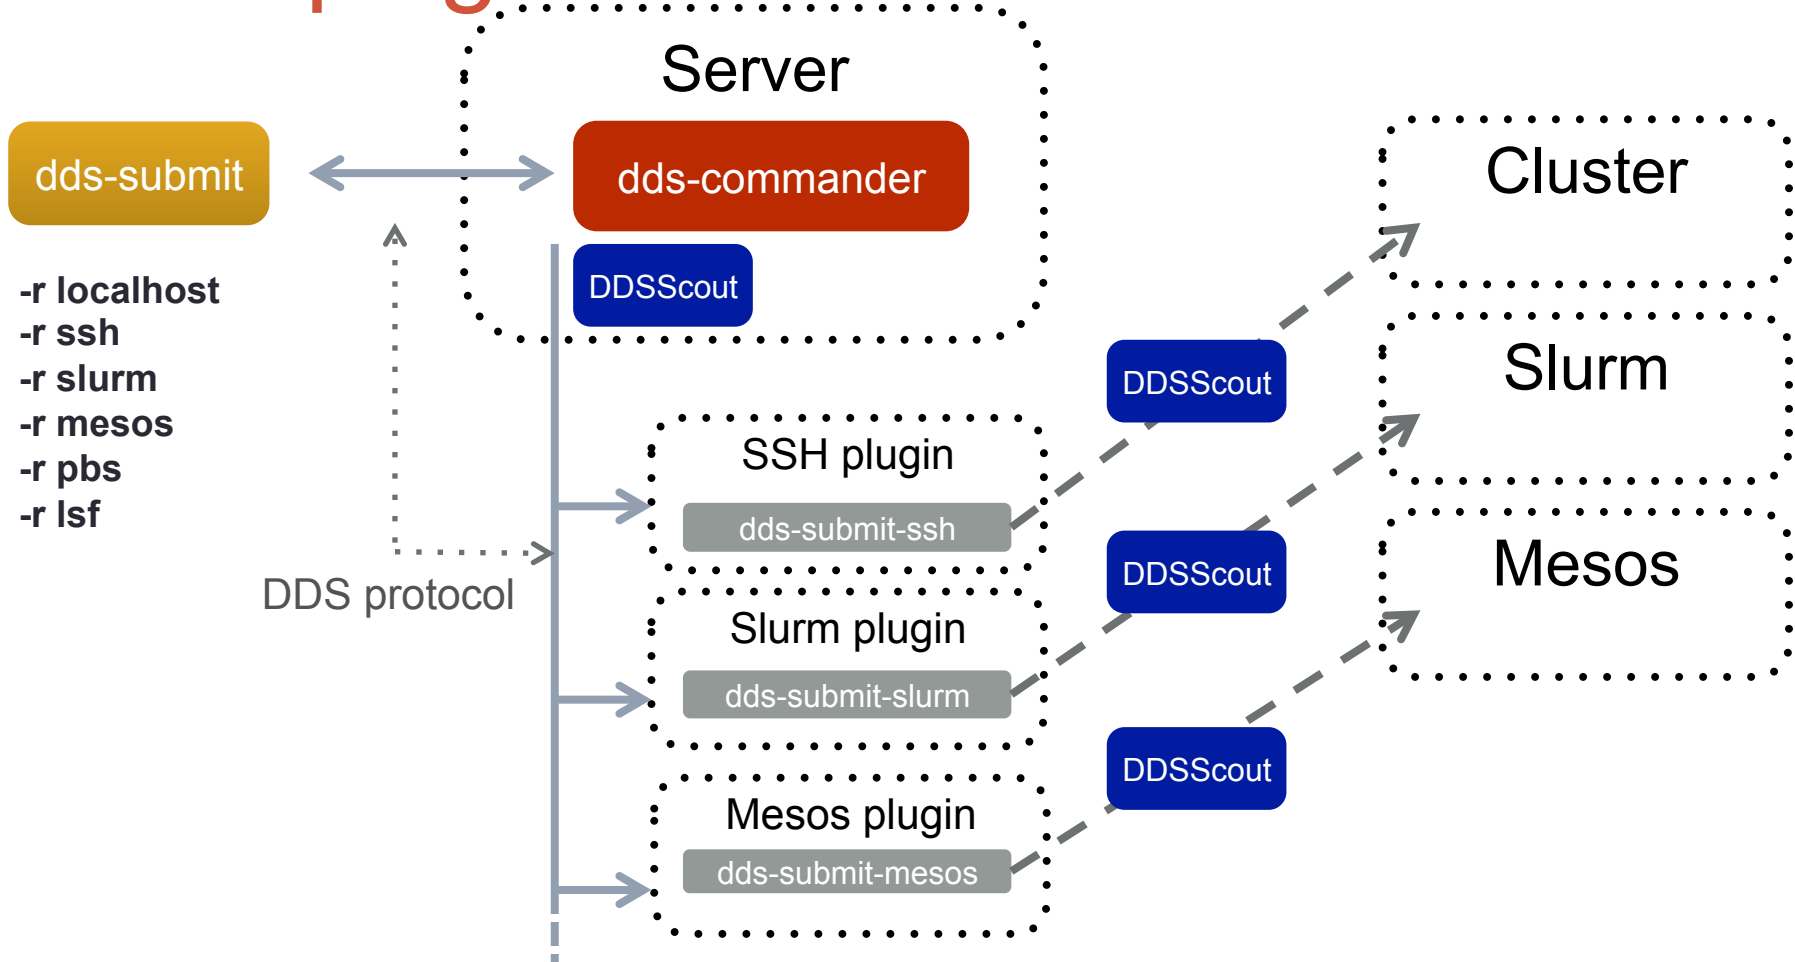 Server
dds-submit
dds-commander
DDSScout
-r localhost
-r ssh
-r slurm
-r mesos
-r pbs
-r lsf
DDS protocol
SSH plugin
dds-submit-ssh
Slurm plugin
dds-submit-slurm
Mesos plugin
dds-submit-mesos
DDSScout
DDSScout
DDSScout
Cluster
Slurm
Mesos